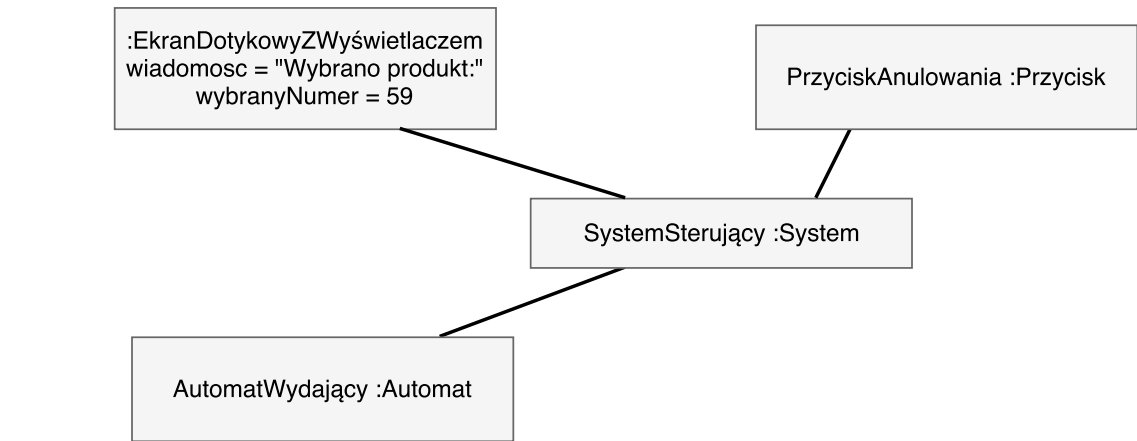 :EkranDotykowyZWyświetlaczem
wiadomosc = "Wybrano produkt:"
wybranyNumer = 59
PrzyciskAnulowania :Przycisk
SystemSterujący :System
AutomatWydający :Automat